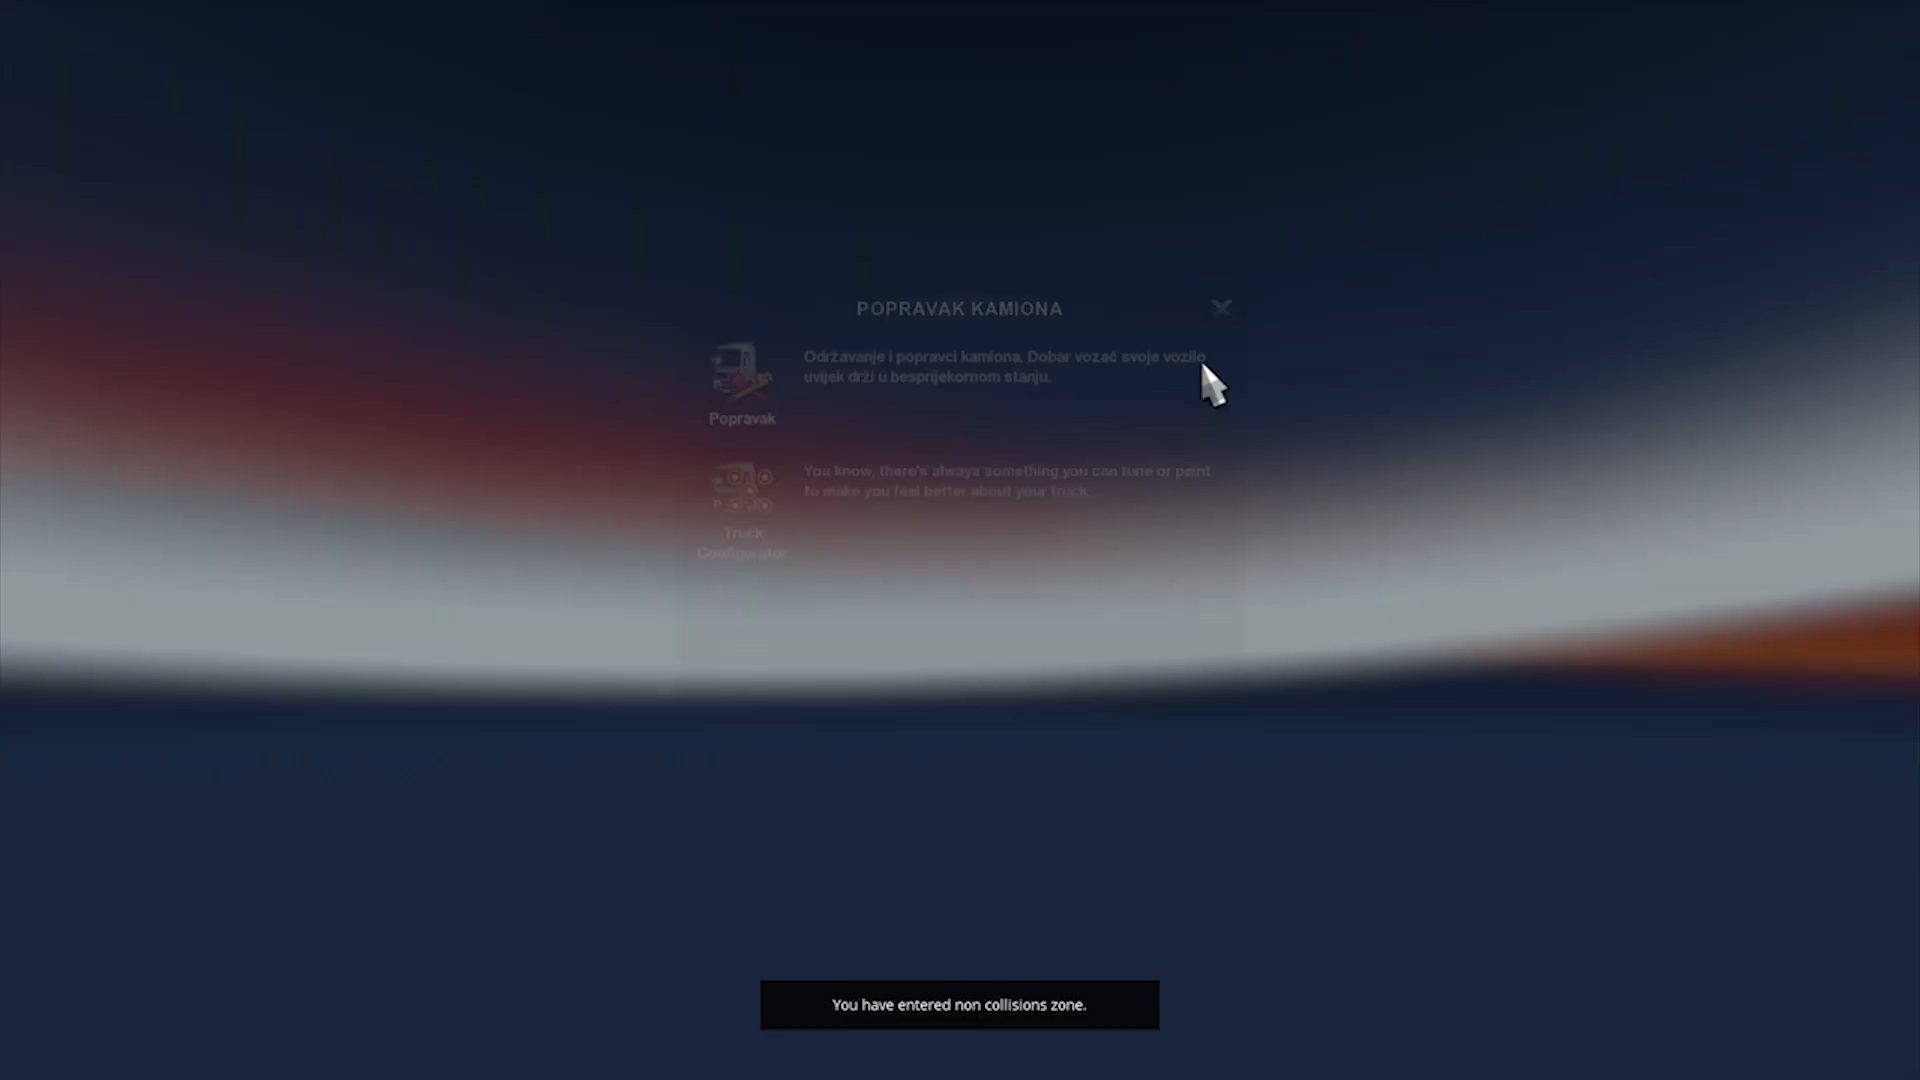 POPRAVAK KAMIONA
Održavanje i popravci kamiona. Dobar vozač svoje vozilo
uvijek drži u besprijekornom stanju.
Popravak
You know, there's always something you can tune or paint
to make you feel better about your truck.
Truck
Configurator
You have entered non collisions zone.